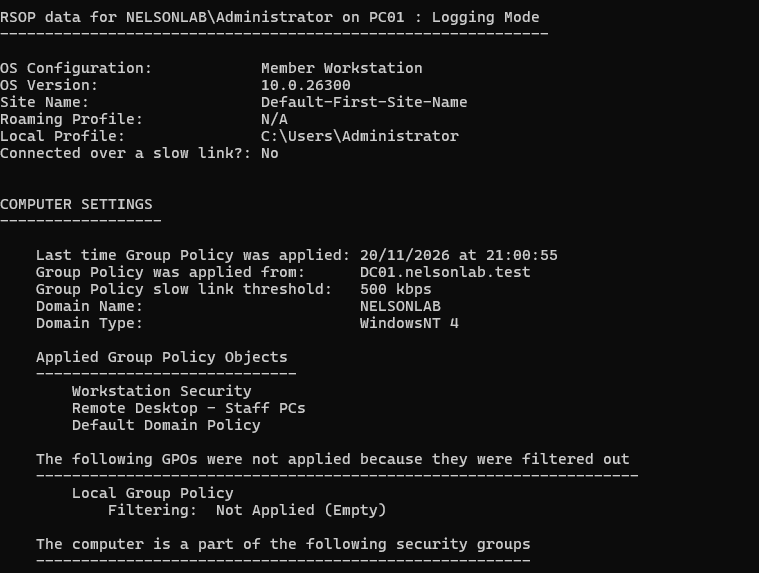 RSOP data for NELSONLAB\Administrator on PC01 : Logging Mode
-------------------------------------------------------------
OS Configuration:            Member Workstation
OS Version:                  10.0.26300
Site Name:                   Default-First-Site-Name
Roaming Profile:             N/A
Local Profile:               C:\Users\Administrator
Connected over a slow link?: No
COMPUTER SETTINGS
------------------
    Last time Group Policy was applied: 20/11/2026 at 21:00:55
    Group Policy was applied from:      DC01.nelsonlab.test
    Group Policy slow link threshold:   500 kbps
    Domain Name:                        NELSONLAB
    Domain Type:                        WindowsNT 4
    Applied Group Policy Objects
    -----------------------------
        Workstation Security
        Remote Desktop - Staff PCs
        Default Domain Policy
    The following GPOs were not applied because they were filtered out
    -------------------------------------------------------------------
        Local Group Policy
            Filtering:  Not Applied (Empty)
    The computer is a part of the following security groups
    -------------------------------------------------------